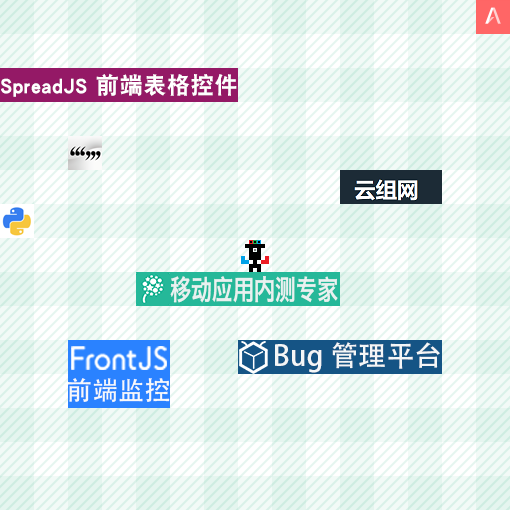 A
SpreadJS 前端表格控件
“““”””
云组网
移动应用内测专家
FrontJS
前端监控
Bug 管理平台